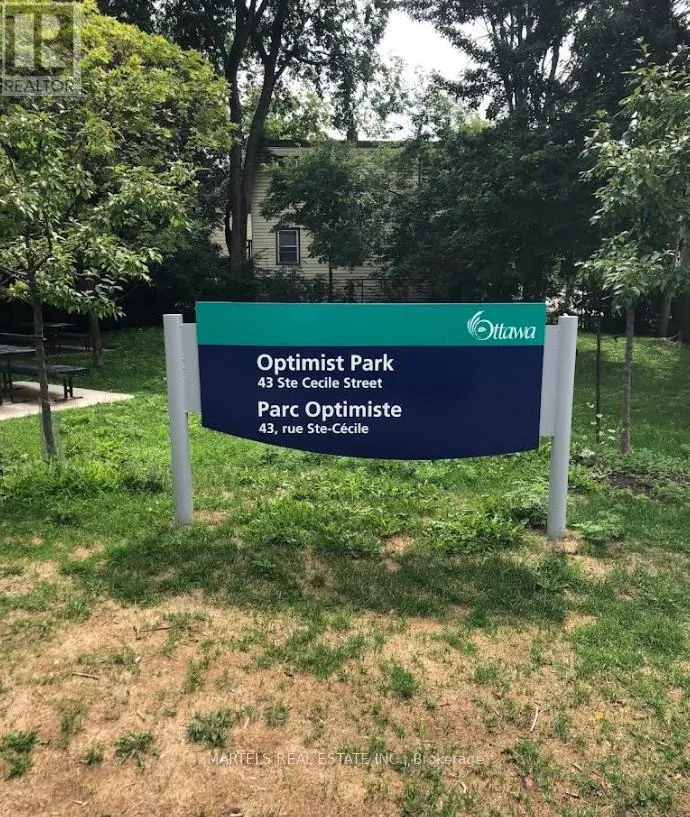 R
REALTOR
Ottawa
Optimist Park
43 Ste Cecile Street
Parc Optimiste
43, rue Ste-Cécile
MARTELS REAL ESTATE INC., Brokerage